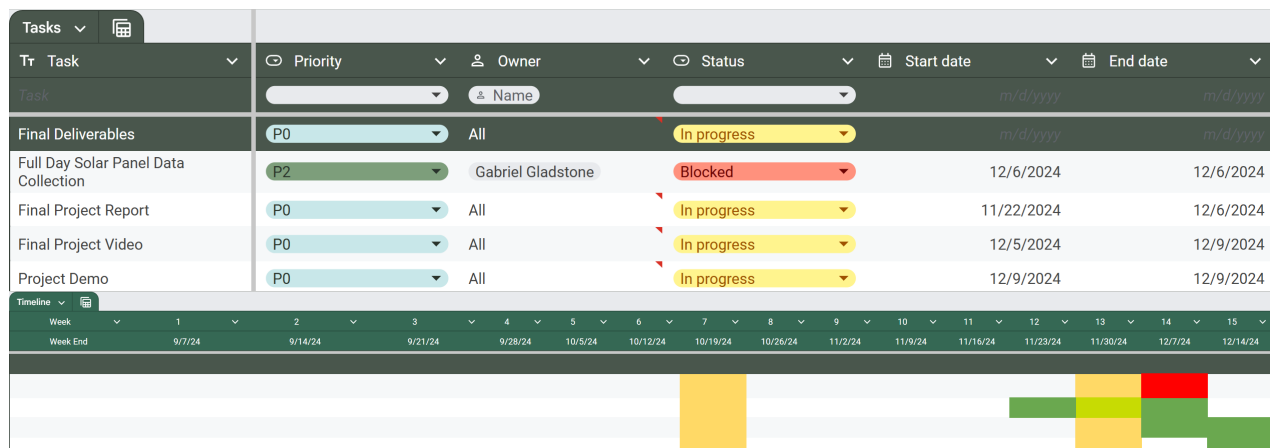 Tasks
Task Priority Owner Status Start date End date
Task Name m/d/yyyy m/d/yyyy
Final Deliverables P0 All In progress m/d/yyyy m/d/yyyy
Full Day Solar Panel Data
Collection P2 Gabriel Gladstone Blocked 12/6/2024 12/6/2024
Final Project Report P0 All In progress 11/22/2024 12/6/2024
Final Project Video P0 All In progress 12/5/2024 12/9/2024
Project Demo P0 All In progress 12/9/2024 12/9/2024
Timeline
Week 1 2 3 4 5 6 7 8 9 10 11 12 13 14 15
Week End 9/7/24 9/14/24 9/21/24 9/28/24 10/5/24 10/12/24 10/19/24 10/26/24 11/2/24 11/9/24 11/16/24 11/23/24 11/30/24 12/7/24 12/14/24